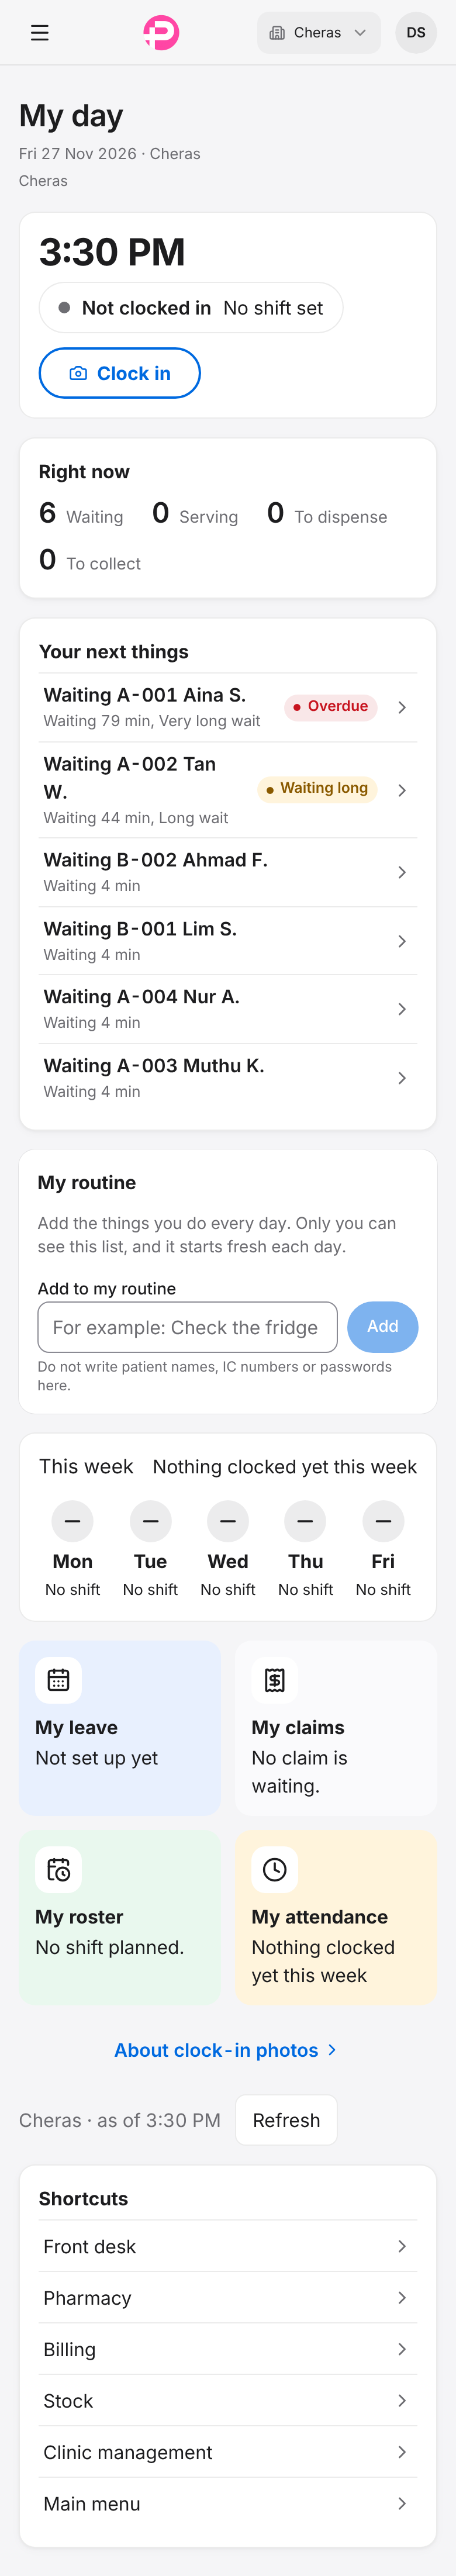 Cheras
DS
My day
Fri 27 Nov 2026 · Cheras
Cheras
3:30 PM
Not clocked in No shift set
Clock in
Right now
6 Waiting 0 Serving 0 To dispense
0 To collect
Your next things
Waiting A-001 Aina S.
Waiting 79 min, Very long wait
Overdue
Waiting A-002 Tan
W.
Waiting 44 min, Long wait
Waiting long
Waiting B-002 Ahmad F.
Waiting 4 min
Waiting B-001 Lim S.
Waiting 4 min
Waiting A-004 Nur A.
Waiting 4 min
Waiting A-003 Muthu K.
Waiting 4 min
My routine
Add the things you do every day. Only you can
see this list, and it starts fresh each day.
Add to my routine
For example: Check the fridge
Add
Do not write patient names, IC numbers or passwords
here.
This week Nothing clocked yet this week
Mon Tue Wed Thu Fri
No shift No shift No shift No shift No shift
My leave
Not set up yet
My claims
No claim is
waiting.
My roster
No shift planned.
My attendance
Nothing clocked
yet this week
About clock-in photos
Cheras · as of 3:30 PM
Refresh
Shortcuts
Front desk
Pharmacy
Billing
Stock
Clinic management
Main menu